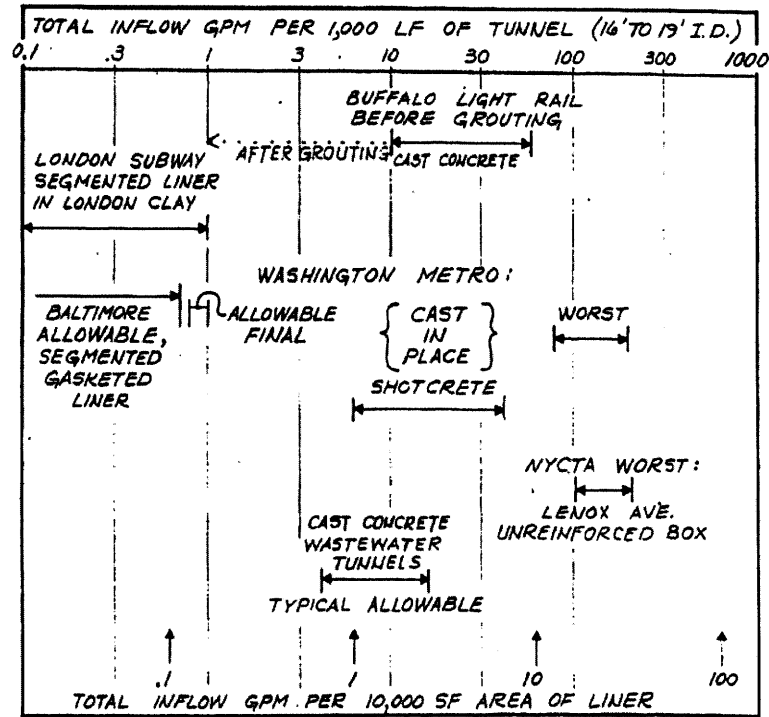 TOTAL INFLOW GPM PER 1,000 LF OF TUNNEL (16' TO 19' I.D.)
0.1 .3 1 3 10 30 100 300 1000
BUFFALO LIGHT RAIL
BEFORE GROUTING
AFTER GROUTING
CAST CONCRETE
LONDON SUBWAY
SEGMENTED LINER
IN LONDON CLAY
WASHINGTON METRO:
BALTIMORE
ALLOWABLE,
SEGMENTED
GASKETED
LINER
ALLOWABLE
FINAL
CAST
IN
PLACE
WORST
SHOTCRETE
NYCTA WORST:
LENOX AVE.
UNREINFORCED BOX
CAST CONCRETE
WASTEWATER
TUNNELS
TYPICAL ALLOWABLE
.1 1 10 100
TOTAL INFLOW GPM PER 10,000 SF AREA OF LINER